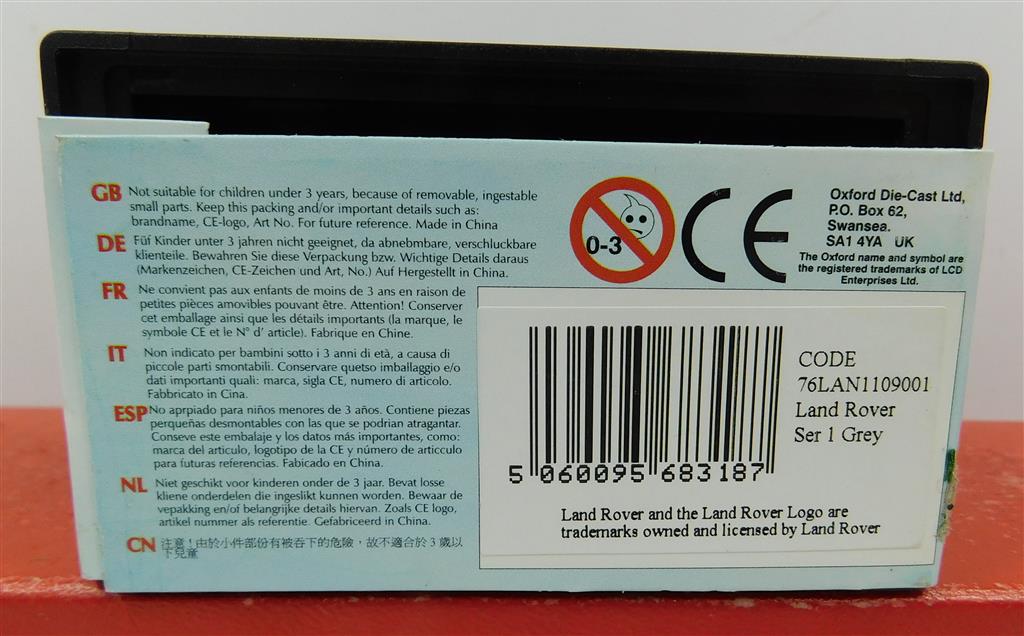 GB Not suitable for children under 3 years, because of removable, ingestable
small parts. Keep this packing and/or important details such as:
brandname, CE-logo, Art No. For future reference. Made in China
DE Füf Kinder unter 3 jahren nicht geeignet, da abnembare, verschluckbare
klienteile. Bewahren Sie diese Verpackung bzw. Wichtige Details daraus
(Markenzeichen, CE-Zeichen und Art, No.) Auf Hergestellt in China.
FR Ne convient pas aux enfants de moins de 3 ans en raison de
petites pièces amovibles pouvant être. Attention! Conserver
cet emballage ainsi que les détails importants (la marque, le
symbole CE et le N° d' article). Fabrique en Chine.
IT Non indicato per bambini sotto i 3 anni di età, a causa di
piccole parti smontabili. Conservare quetso imballaggio e/o
dati importanti quali: marca, sigla CE, numero di articolo.
Fabbricato in Cina.
ESP No aprpiado para niños menores de 3 años. Contiene piezas
perqueñas desmontables con las que se podrian atragantar.
Conseve este embalaje y los datos más importantes, como:
marca del articulo, logotipo de la CE y número de articculo
para futuras referencias. Fabicado en China.
NL Niet geschikt voor kinderen onder de 3 jaar. Bevat losse
kliene onderdelen die ingeslikt kunnen worden. Bewaar de
vepakking en/of belangrijke details hiervan. Zoals CE logo,
artikel nummer als referentie. Gefabriceerd in China.
CN 注意！由於小件部份有被吞下的危險，故不適合於3歲以
下兒童
0-3
CE
Oxford Die-Cast Ltd,
P.O. Box 62,
Swansea.
SA1 4YA UK
The Oxford name and symbol are
the registered trademarks of LCD
Enterprises Ltd.
5 060095 683187
CODE
76LAN1109001
Land Rover
Ser 1 Grey
Land Rover and the Land Rover Logo are
trademarks owned and licensed by Land Rover